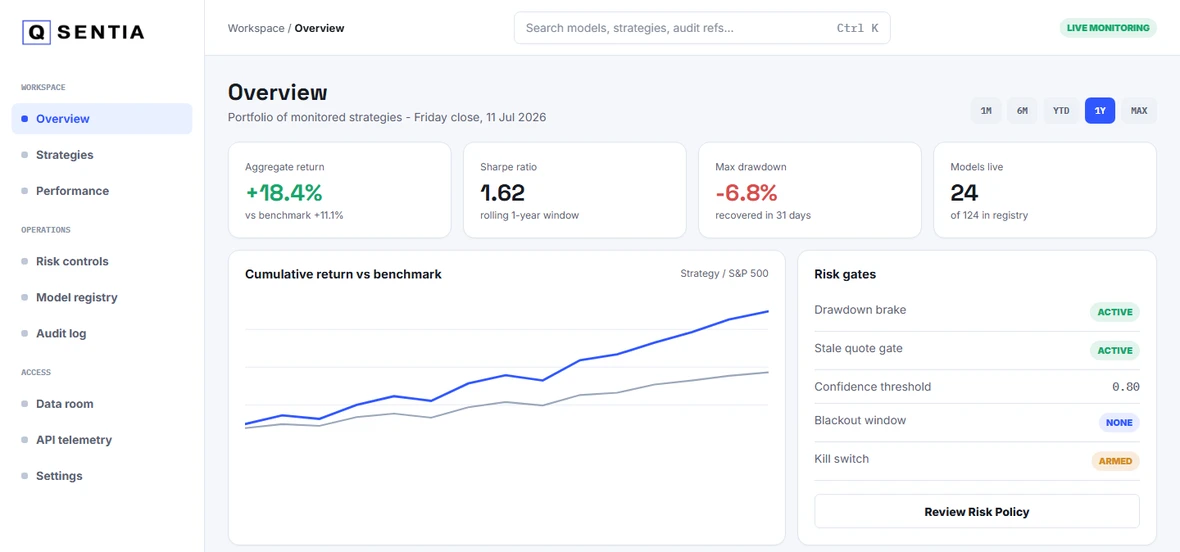 Q SENTIA
Workspace / Overview
Search models, strategies, audit refs... Ctrl K
LIVE MONITORING
WORKSPACE
Overview
Strategies
Performance
OPERATIONS
Risk controls
Model registry
Audit log
ACCESS
Data room
API telemetry
Settings
Overview
Portfolio of monitored strategies - Friday close, 11 Jul 2026
1M 6M YTD 1Y MAX
Aggregate return
+18.4%
vs benchmark +11.1%
Sharpe ratio
1.62
rolling 1-year window
Max drawdown
-6.8%
recovered in 31 days
Models live
24
of 124 in registry
Cumulative return vs benchmark
Strategy / S&P 500
Risk gates
Drawdown brake ACTIVE
Stale quote gate ACTIVE
Confidence threshold 0.80
Blackout window NONE
Kill switch ARMED
Review Risk Policy